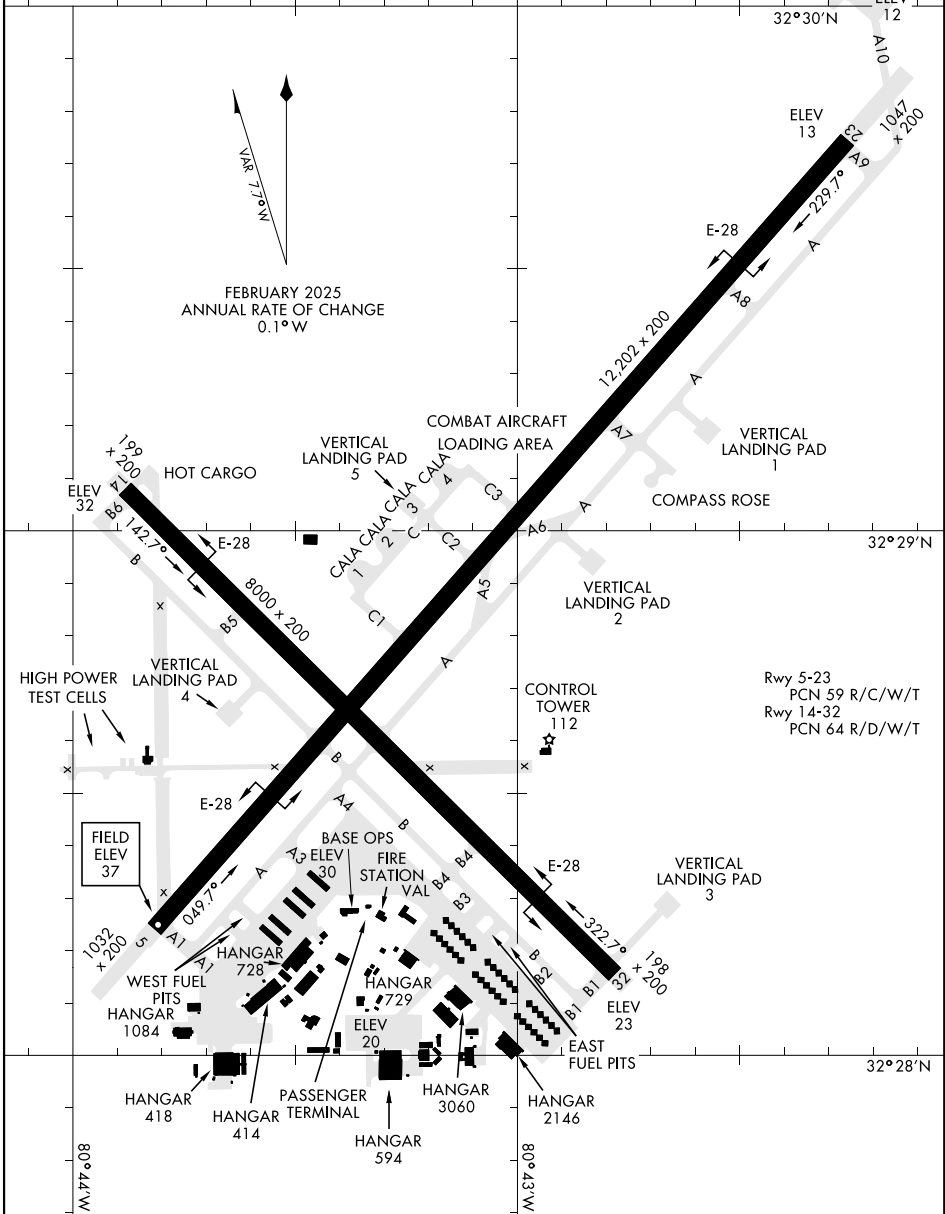 32°30'N
ELEV
12
A10
1047
x 200
ELEV
13
23
A9
229.7°
A
E-28
A8
VAR 7.7° W
FEBRUARY 2025
ANNUAL RATE OF CHANGE
0.1° W
12,202 x 200
A
A7
COMBAT AIRCRAFT
LOADING AREA
VERTICAL
LANDING PAD
1
VERTICAL
LANDING PAD
5
199
x 200
14
HOT CARGO
ELEV
32
B6
142.7°
B
E-28
CALA CALA CALA CALA
1
2
3
4
C3
C
C2
C1
COMPASS ROSE
A
A6
32°29'N
A5
8000 x 200
B5
A
VERTICAL
LANDING PAD
2
HIGH POWER
TEST CELLS
VERTICAL
LANDING PAD
4
CONTROL
TOWER
112
Rwy 5-23
PCN 59 R/C/W/T
Rwy 14-32
PCN 64 R/D/W/T
x
x
x
x
x
x
B
A4
E-28
B
FIELD
ELEV
37
A3
A
BASE OPS
ELEV
30
FIRE
STATION
VAL
B4
B4
B3
E-28
VERTICAL
LANDING PAD
3
049.7°
5
A1
A1
1032
x 200
322.7°
32
198
x 200
B
B2
B1
B1
ELEV
23
WEST FUEL
PITS
HANGAR
728
HANGAR
729
HANGAR
1084
ELEV
20
EAST
FUEL PITS
32°28'N
HANGAR
418
HANGAR
414
PASSENGER
TERMINAL
HANGAR
594
HANGAR
3060
HANGAR
2146
80°44'W
80°43'W